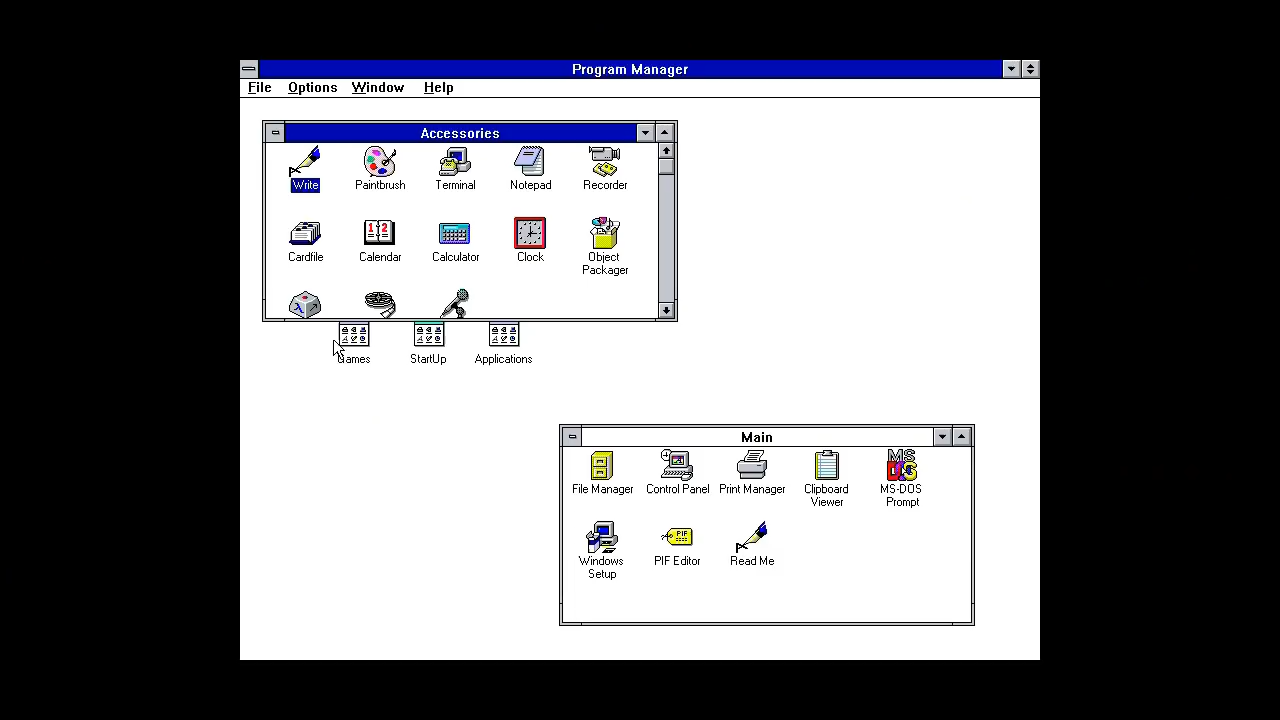 Program Manager
File Options Window Help
Accessories
Write Paintbrush Terminal Notepad Recorder
Cardfile Calendar Calculator Clock Object
Packager
Games StartUp Applications
Main
File Manager Control Panel Print Manager Clipboard MS-DOS
Viewer Prompt
Windows PIF Editor Read Me
Setup